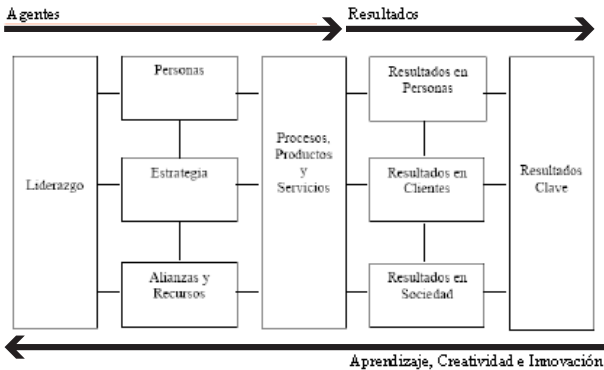 Agentes
Resultados
Liderazgo
Personas
Estrategia
Alianzas y
Recursos
Procesos,
Productos
y
Servicios
Resultados en
Personas
Resultados en
Clientes
Resultados en
Sociedad
Resultados
Clave
Aprendizaje, Creatividad e Innovación